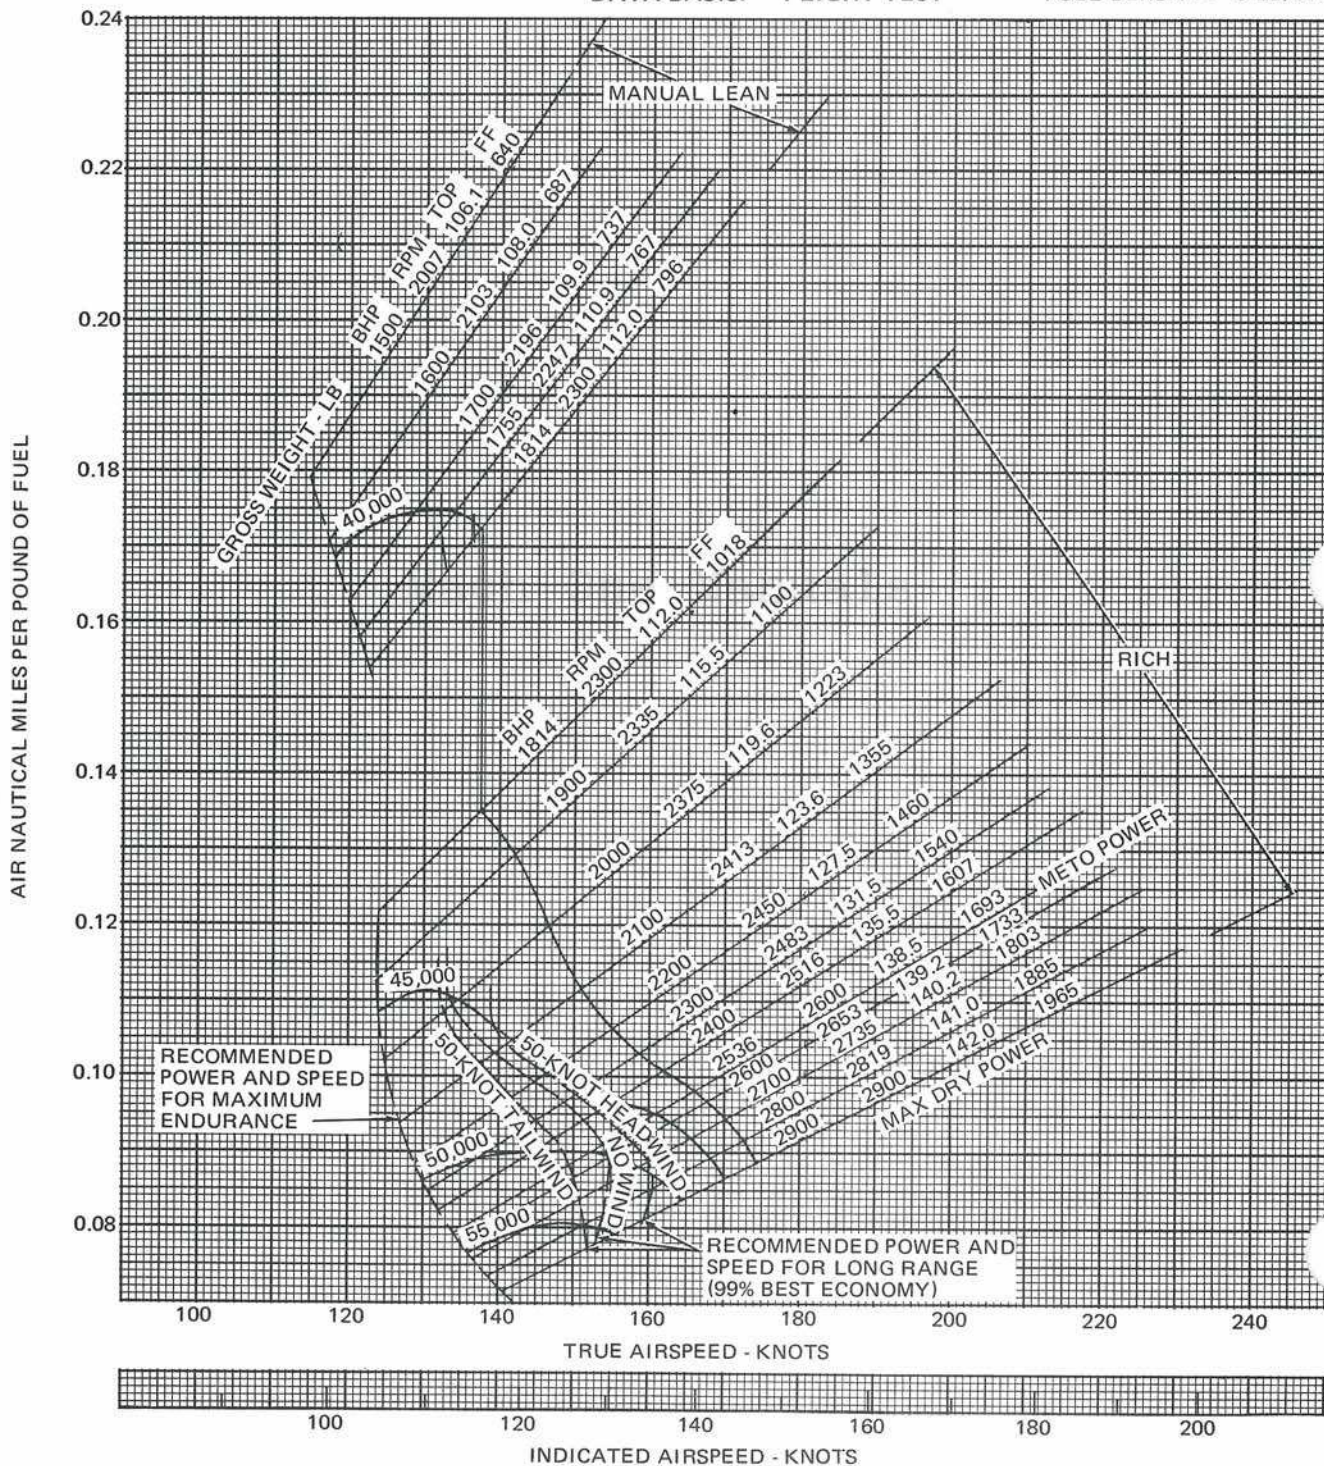 0.24
MANUAL LEAN
BHP RPM TOP FF
1500 2007 106.1 640
1600 2103 108.0 687
1700 2196 109.9 737
1755 2247 110.9 767
1814 2300 112.0 796
0.22
0.20
0.18
0.16
0.14
0.12
0.10
0.08
AIR NAUTICAL MILES PER POUND OF FUEL
GROSS WEIGHT - LB
40,000
RICH
BHP RPM TOP FF
1814 2300 112.0 1018
1900 2335 115.5 1100
2000 2375 119.6 1223
2100 2413 123.6 1355
2200 2450 127.5 1460
2300 2483 131.5 1540
2400 2516 135.5 1607
2536 2600 138.5 1693 METO POWER
2600 2653 139.2 1733
2700 2735 140.2 1803
2800 2819 141.0 1885
2900 2900 142.0 1965
MAX DRY POWER
45,000
50,000
55,000
50-KNOT TAILWIND
NO WIND
50-KNOT HEADWIND
RECOMMENDED
POWER AND SPEED
FOR MAXIMUM
ENDURANCE
RECOMMENDED POWER AND
SPEED FOR LONG RANGE
(99% BEST ECONOMY)
100 120 140 160 180 200 220 240
TRUE AIRSPEED - KNOTS
100 120 140 160 180 200
INDICATED AIRSPEED - KNOTS